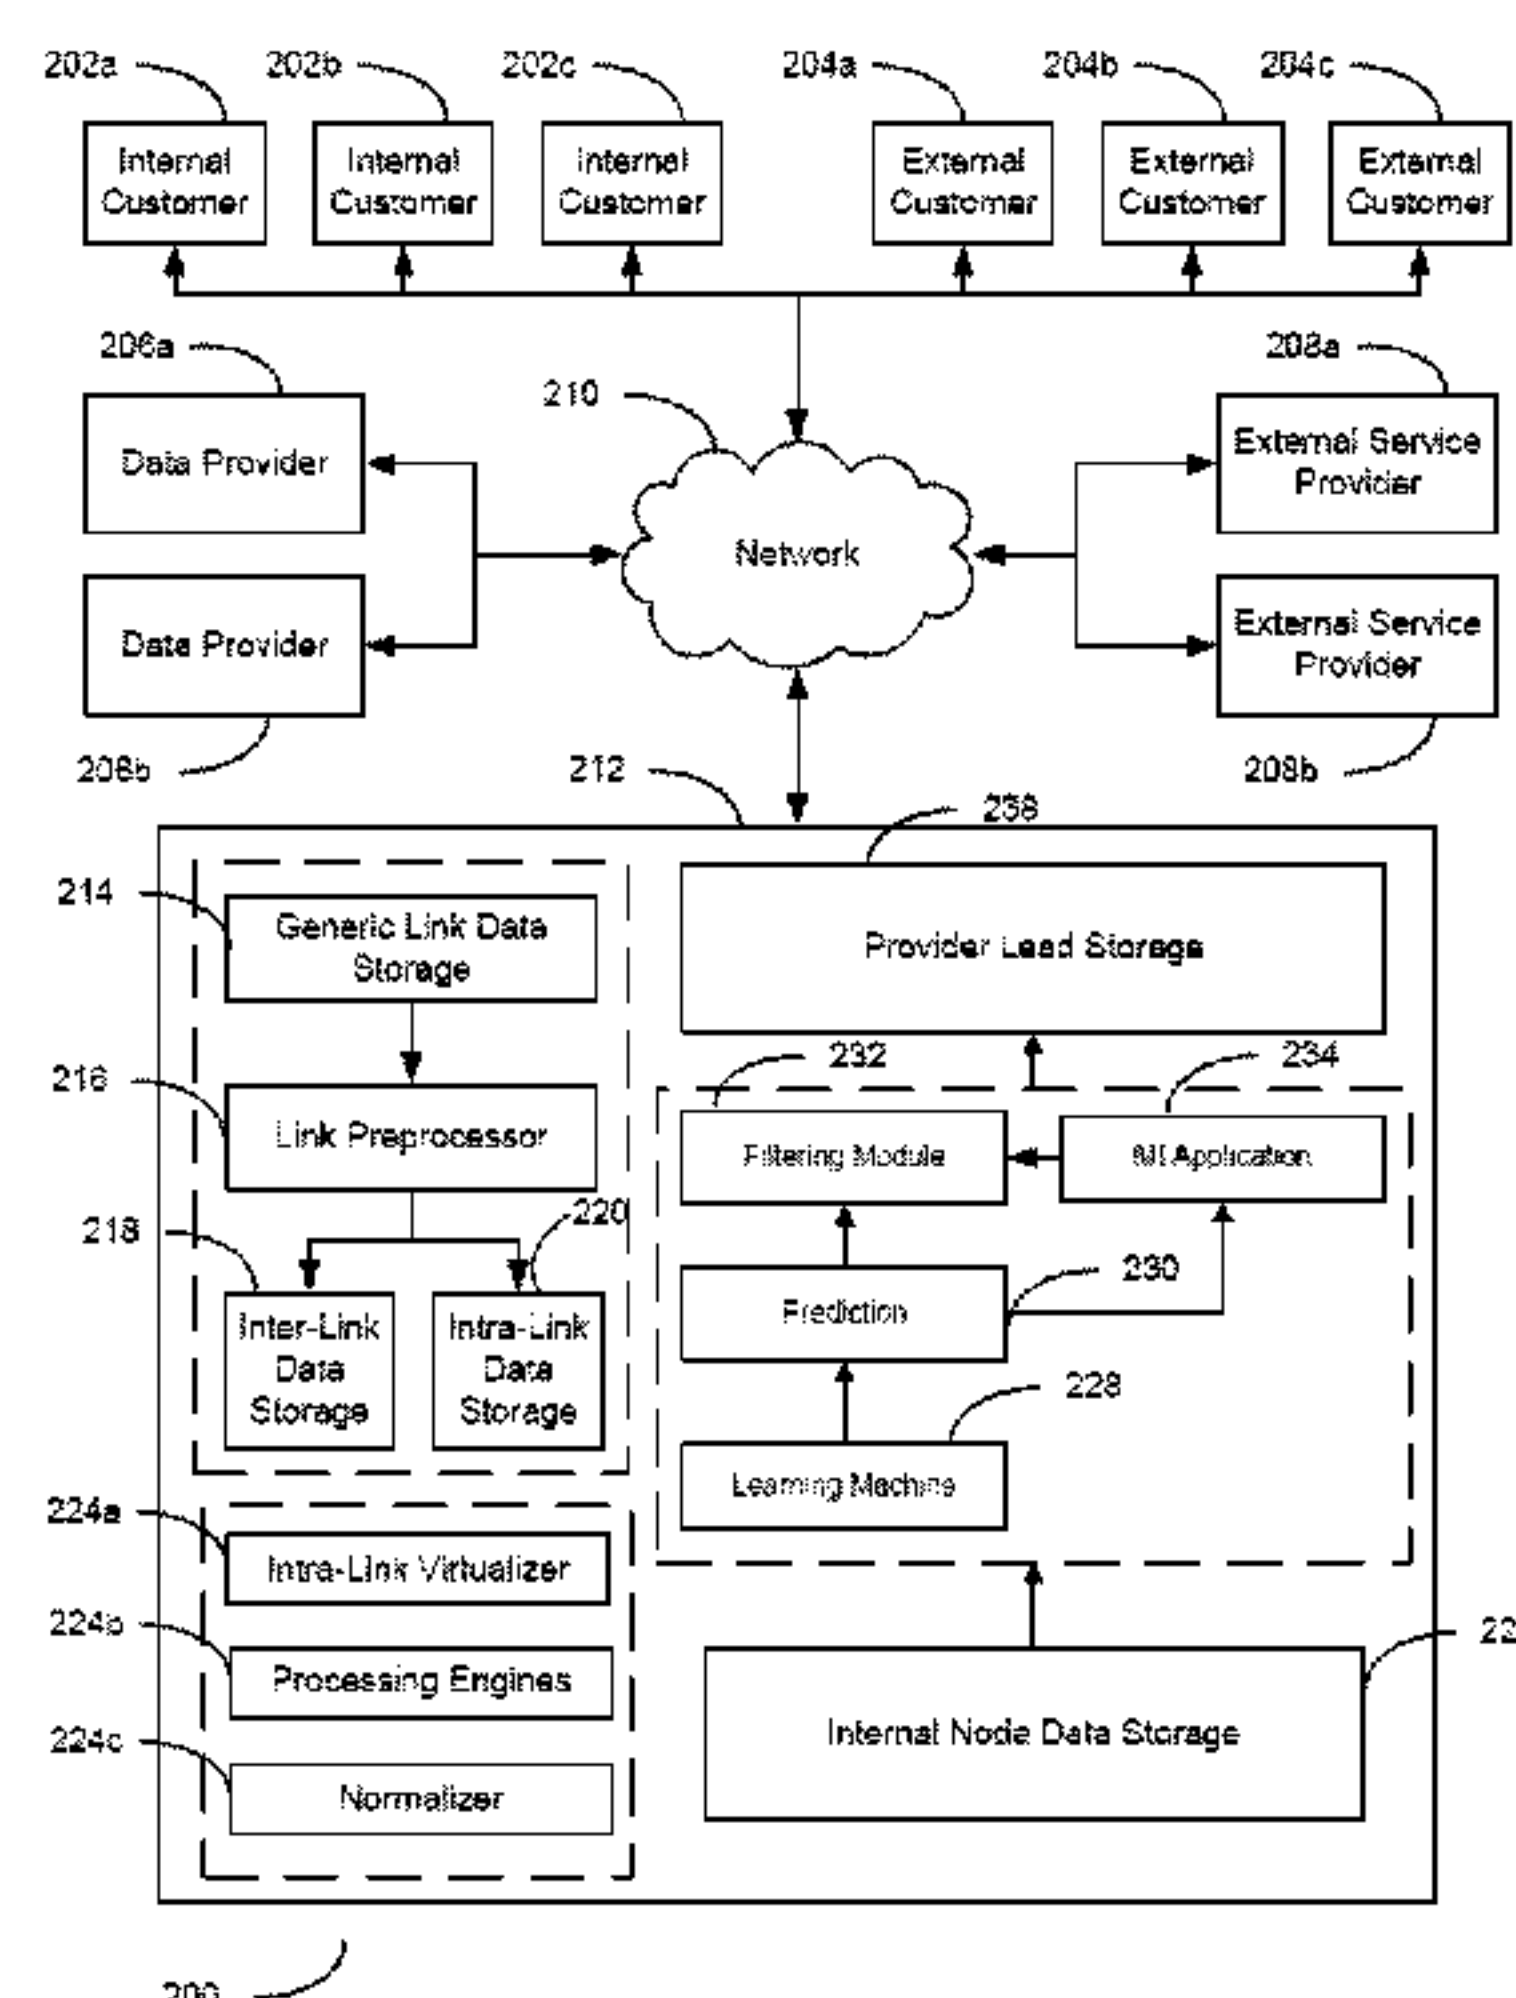 202a 202b 202c 204a 204b 204c
Internal Internal Internal External External External
Customer Customer Customer Customer Customer Customer
206a 208a
210
Data Provider
External Service
Provider
Network
Data Provider
External Service
Provider
206b 212 208b
238
214
Generic Link Data
Storage
Provider Lead Storage
232 234
216
Link Preprocessor
Filtering Module
Application
218 220
230
Inter-Link Intra-Link
Data Data
Storage Storage
Prediction
228
Learning Machine
224a
Intra-Link Virtualizer
224b
Processing Engines
22
224c
Internal Node Data Storage
Normalizer
200